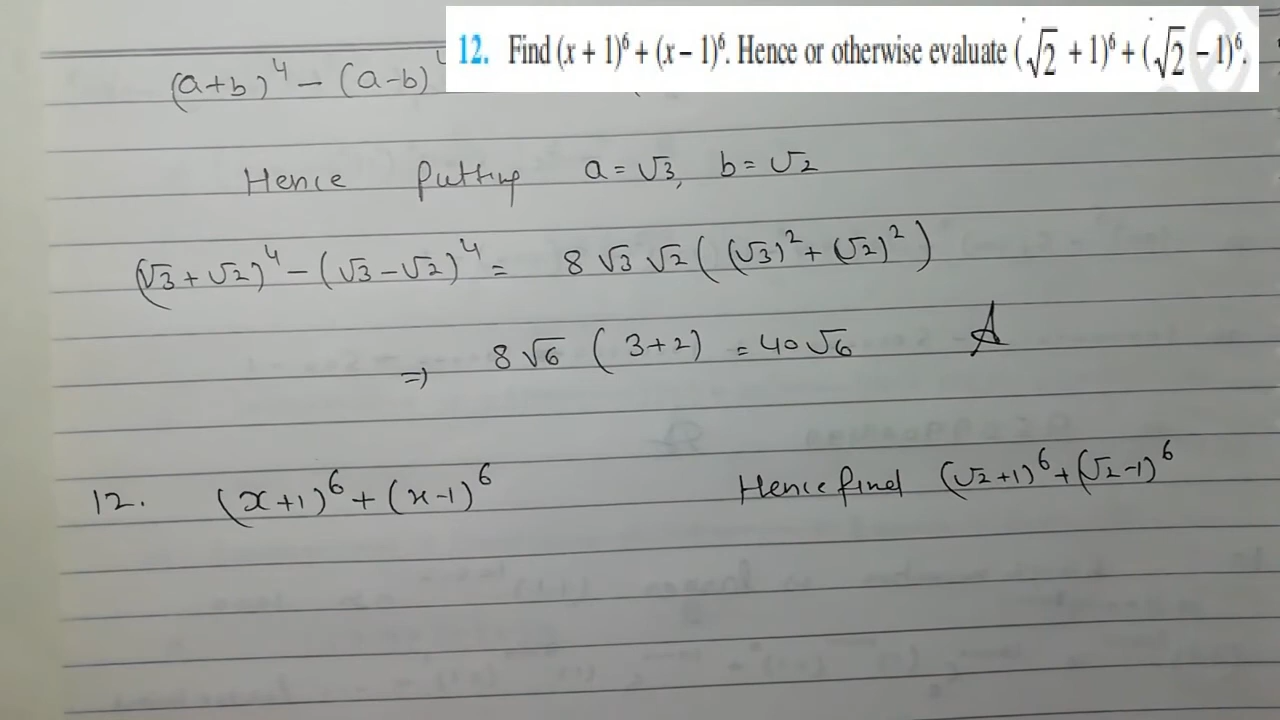 12. Find (x + 1)⁶ + (x – 1)⁶. Hence or otherwise evaluate (√2 + 1)⁶ + (√2 – 1)⁶.
(a+b)⁴ – (a-b)
Hence Putting a = √3, b = √2
(√3 + √2)⁴ – (√3 – √2)⁴ = 8 √3 √2 ( (√3)² + (√2)² )
⇒ 8 √6 ( 3+2) = 40 √6
12. (x+1)⁶ + (x-1)⁶ Hence find (√2+1)⁶ + (√2-1)⁶